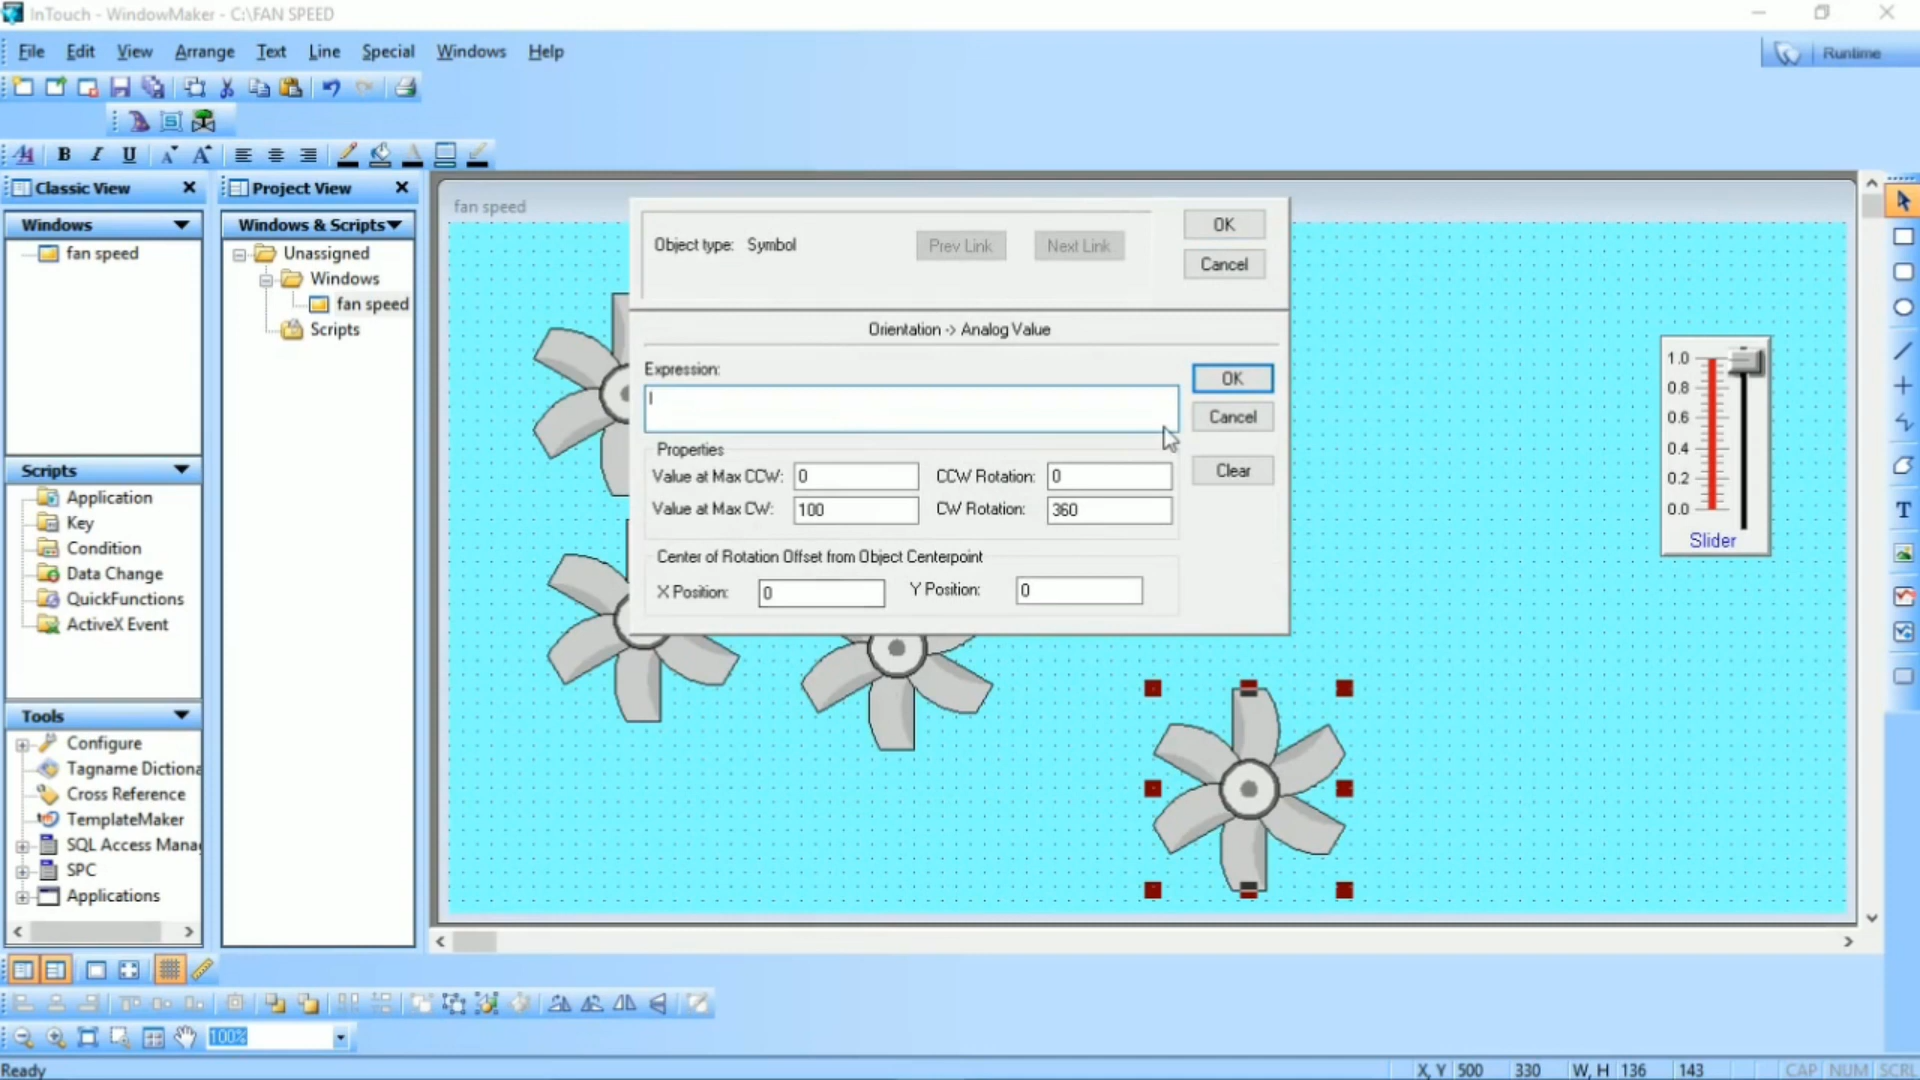 InTouch - WindowMaker - C:\FAN SPEED
File Edit View Arrange Text Line Special Windows Help
Runtime
B I U A A
Classic View
Project View
Windows
Windows & Scripts
fan speed
Unassigned
Windows
fan speed
Scripts
Scripts
Application
Key
Condition
Data Change
QuickFunctions
ActiveX Event
Tools
Configure
Tagname Dictiona
Cross Reference
TemplateMaker
SQL Access Mana
SPC
Applications
fan speed
Object type: Symbol
Prev Link
Next Link
OK
Cancel
Orientation -> Analog Value
Expression:
OK
Cancel
Clear
Properties
Value at Max CCW: 0
CCW Rotation: 0
Value at Max CW: 100
CW Rotation: 360
Center of Rotation Offset from Object Centerpoint
X Position: 0
Y Position: 0
1.0
0.8
0.6
0.4
0.2
0.0
Slider
T
100%
Ready
X, Y 500 330 W, H 136 143 CAP NUM SCRL